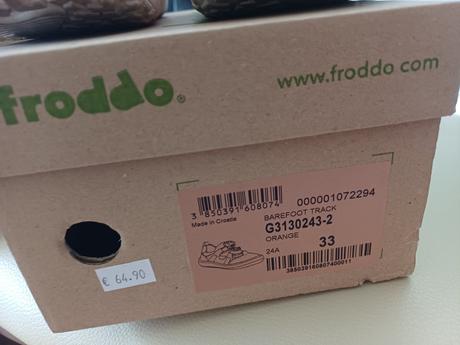 froddo®
www.froddo.com
3 850391 608074
Made in Croatia
000001072294
BAREFOOT TRACK
G3130243-2
ORANGE
24A
33
385039160807400011
€ 64.90